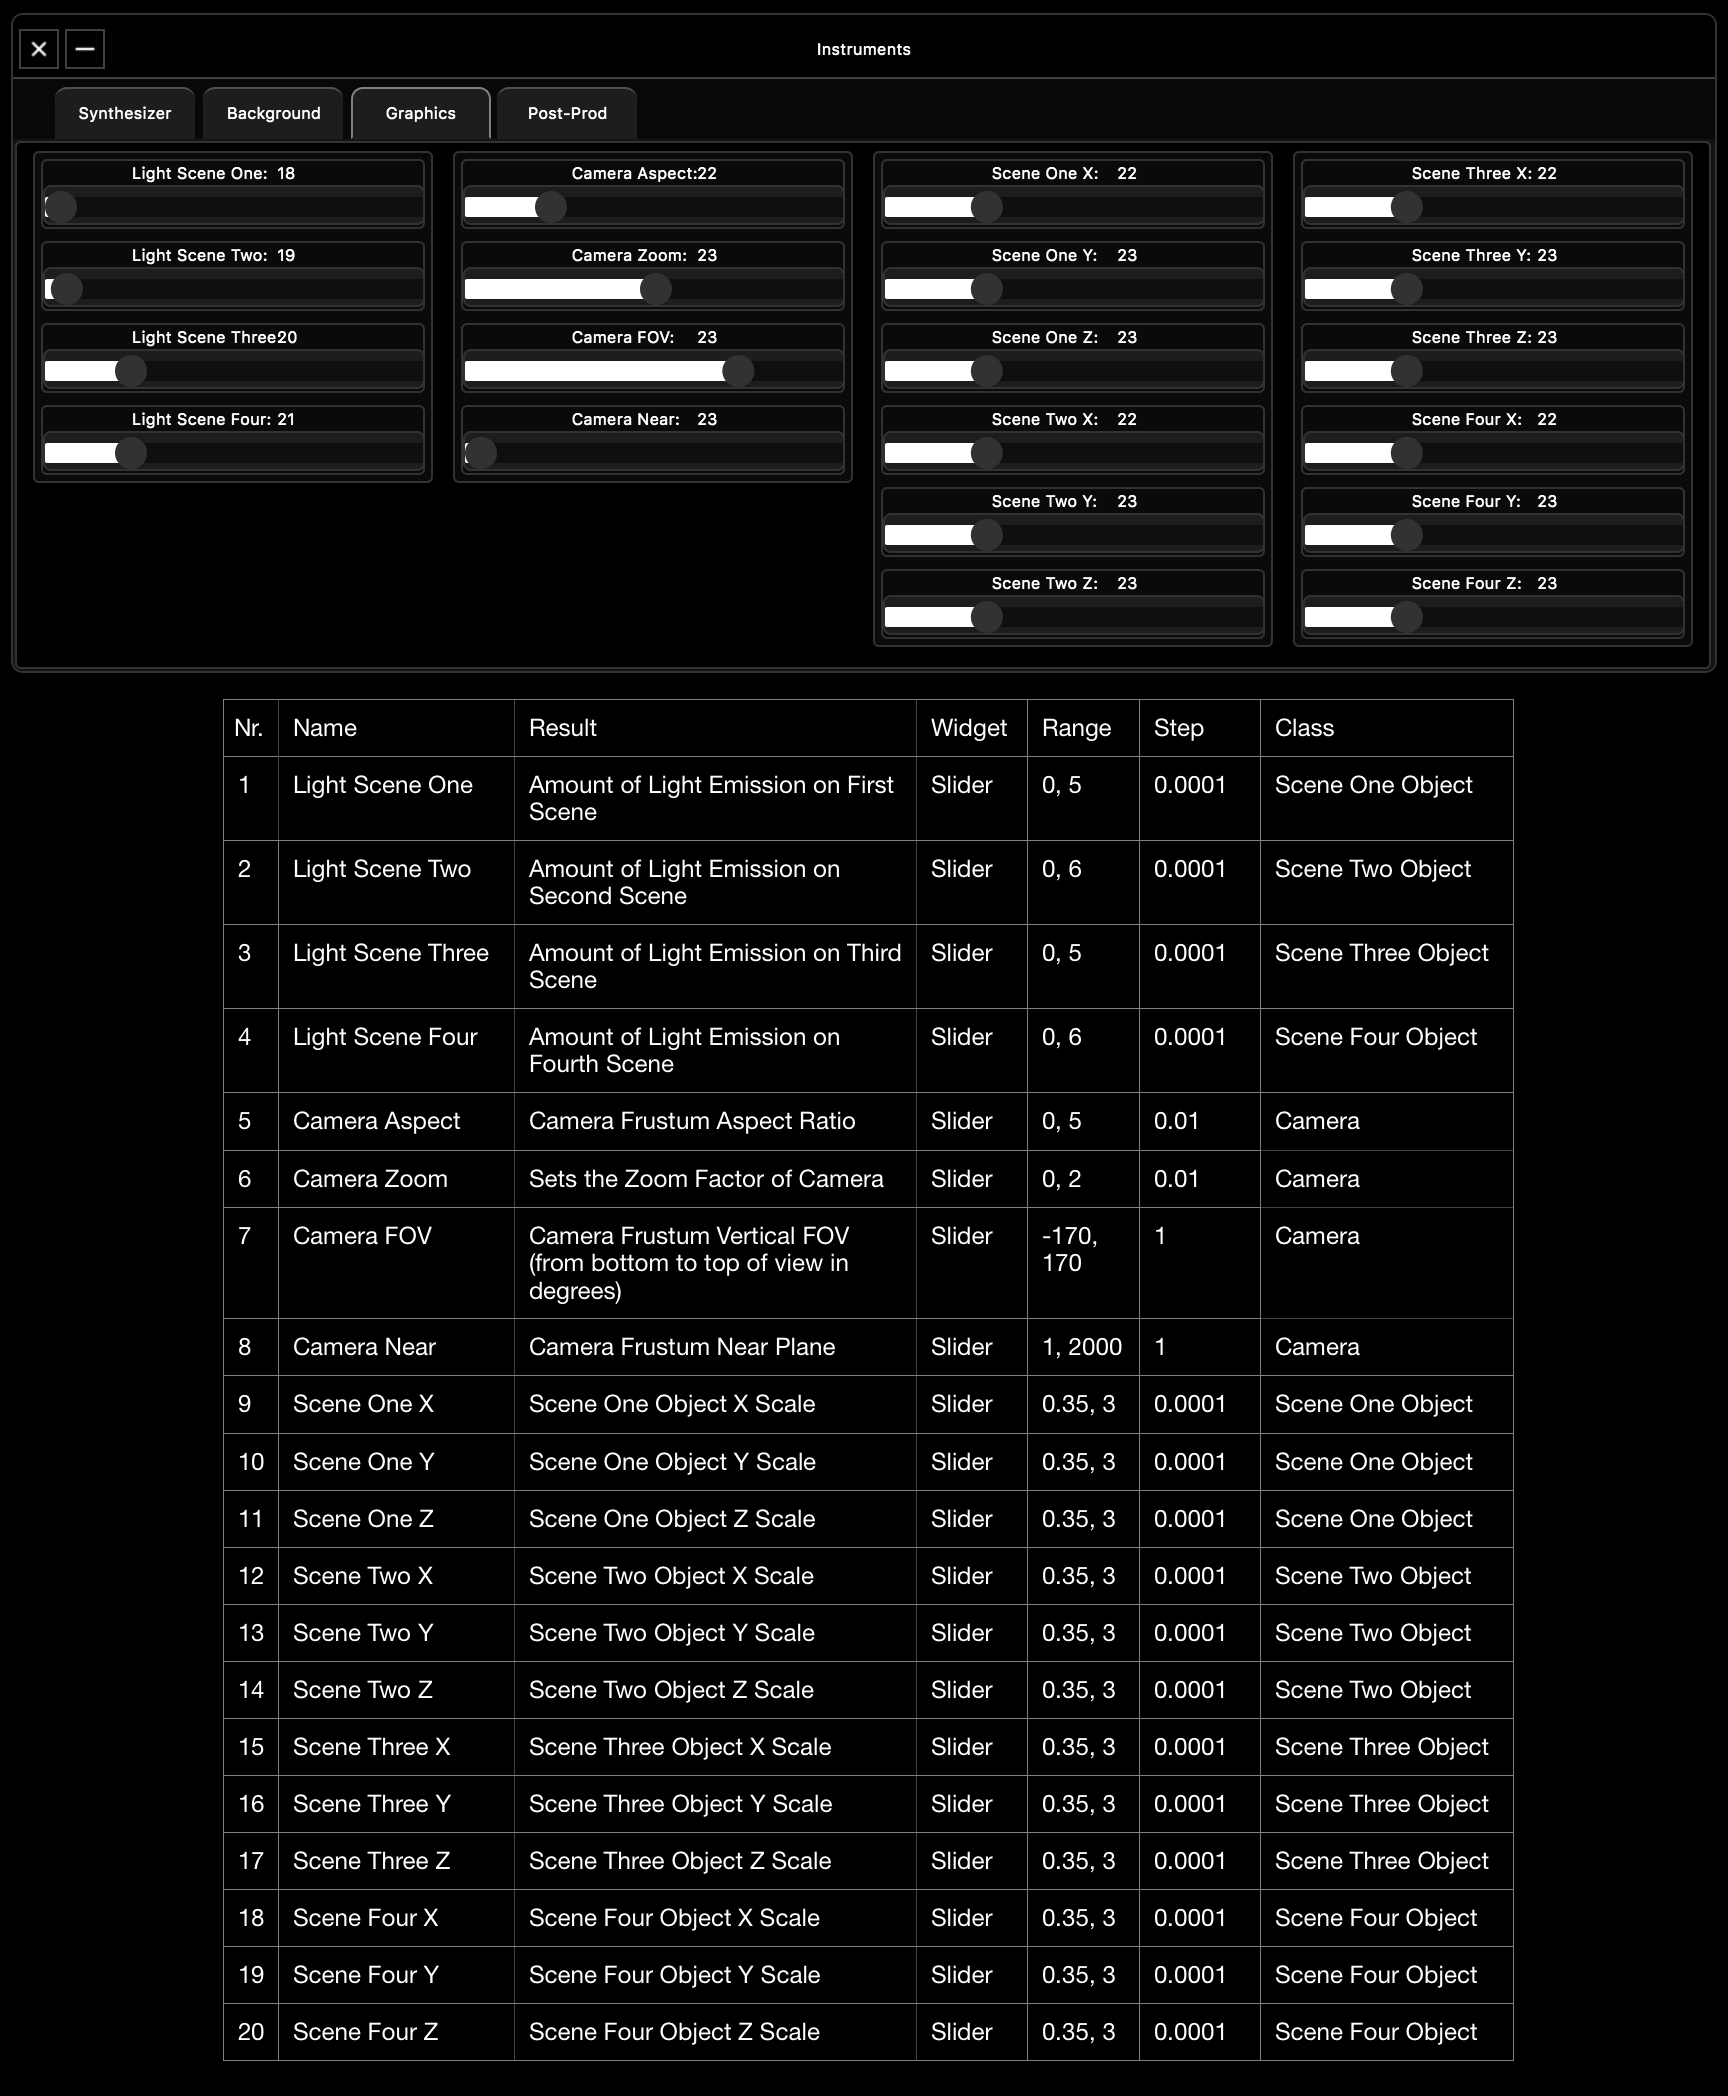 Instruments
Synthesizer
Background
Graphics
Post-Prod
Light Scene One: 18
Light Scene Two: 19
Light Scene Three20
Light Scene Four: 21
Camera Aspect:22
Camera Zoom: 23
Camera FOV: 23
Camera Near: 23
Scene One X: 22
Scene One Y: 23
Scene One Z: 23
Scene Two X: 22
Scene Two Y: 23
Scene Two Z: 23
Scene Three X: 22
Scene Three Y: 23
Scene Three Z: 23
Scene Four X: 22
Scene Four Y: 23
Scene Four Z: 23
Nr. Name Result Widget Range Step Class
1 Light Scene One Amount of Light Emission on First Slider 0, 5 0.0001 Scene One Object
Scene
2 Light Scene Two Amount of Light Emission on Slider 0, 6 0.0001 Scene Two Object
Second Scene
3 Light Scene Three Amount of Light Emission on Third Slider 0, 5 0.0001 Scene Three Object
Scene
4 Light Scene Four Amount of Light Emission on Slider 0, 6 0.0001 Scene Four Object
Fourth Scene
5 Camera Aspect Camera Frustum Aspect Ratio Slider 0, 5 0.01 Camera
6 Camera Zoom Sets the Zoom Factor of Camera Slider 0, 2 0.01 Camera
7 Camera FOV Camera Frustum Vertical FOV Slider -170, 1 Camera
(from bottom to top of view in 170
degrees)
8 Camera Near Camera Frustum Near Plane Slider 1, 2000 1 Camera
9 Scene One X Scene One Object X Scale Slider 0.35, 3 0.0001 Scene One Object
10 Scene One Y Scene One Object Y Scale Slider 0.35, 3 0.0001 Scene One Object
11 Scene One Z Scene One Object Z Scale Slider 0.35, 3 0.0001 Scene One Object
12 Scene Two X Scene Two Object X Scale Slider 0.35, 3 0.0001 Scene Two Object
13 Scene Two Y Scene Two Object Y Scale Slider 0.35, 3 0.0001 Scene Two Object
14 Scene Two Z Scene Two Object Z Scale Slider 0.35, 3 0.0001 Scene Two Object
15 Scene Three X Scene Three Object X Scale Slider 0.35, 3 0.0001 Scene Three Object
16 Scene Three Y Scene Three Object Y Scale Slider 0.35, 3 0.0001 Scene Three Object
17 Scene Three Z Scene Three Object Z Scale Slider 0.35, 3 0.0001 Scene Three Object
18 Scene Four X Scene Four Object X Scale Slider 0.35, 3 0.0001 Scene Four Object
19 Scene Four Y Scene Four Object Y Scale Slider 0.35, 3 0.0001 Scene Four Object
20 Scene Four Z Scene Four Object Z Scale Slider 0.35, 3 0.0001 Scene Four Object